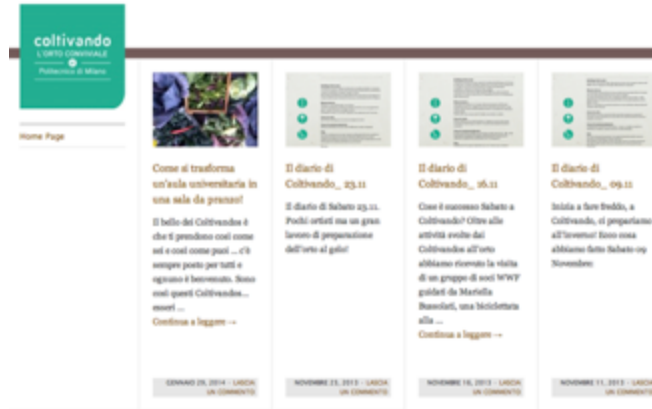 coltivando
L'ORTO CONVIVIALE
Politecnico di Milano
Home Page
Come si trasforma
un'aula universitaria in
una sala da pranzo!
Il bello dei Coltivandos è
che ti prendono così come
sei e così come puoi ... c'è
sempre posto per tutti e
ognuno è benvenuto. Sono
così questi Coltivandos...
esseri ...
Continua a leggere →
GENNAIO 29, 2014 · LASCIA
UN COMMENTO
Il diario di
Coltivando_ 23.11
Il diario di Sabato 23.11.
Pochi ortisti ma un gran
lavoro di preparazione
dell'orto al gelo!
NOVEMBRE 25, 2013 · LASCIA
UN COMMENTO
Il diario di
Coltivando_ 16.11
Cose è successo Sabato a
Coltivando? Oltre alle
attività svolte dai
Coltivandos all'orto
abbiamo ricevuto la visita
di un gruppo di soci WWF
guidati da Mariella
Bussolati, una biciclettata
alla ...
Continua a leggere →
NOVEMBRE 18, 2013 · LASCIA
UN COMMENTO
Il diario di
Coltivando_ 09.11
Inizia a fare freddo, a
Coltivando, ci prepariamo
all'inverno! Ecco cosa
abbiamo fatto Sabato 09
Novembre:
NOVEMBRE 11, 2013 · LASCIA
UN COMMENTO